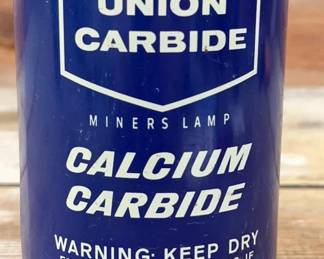 UNION
CARBIDE
MINERS LAMP
CALCIUM
CARBIDE
WARNING: KEEP DRY